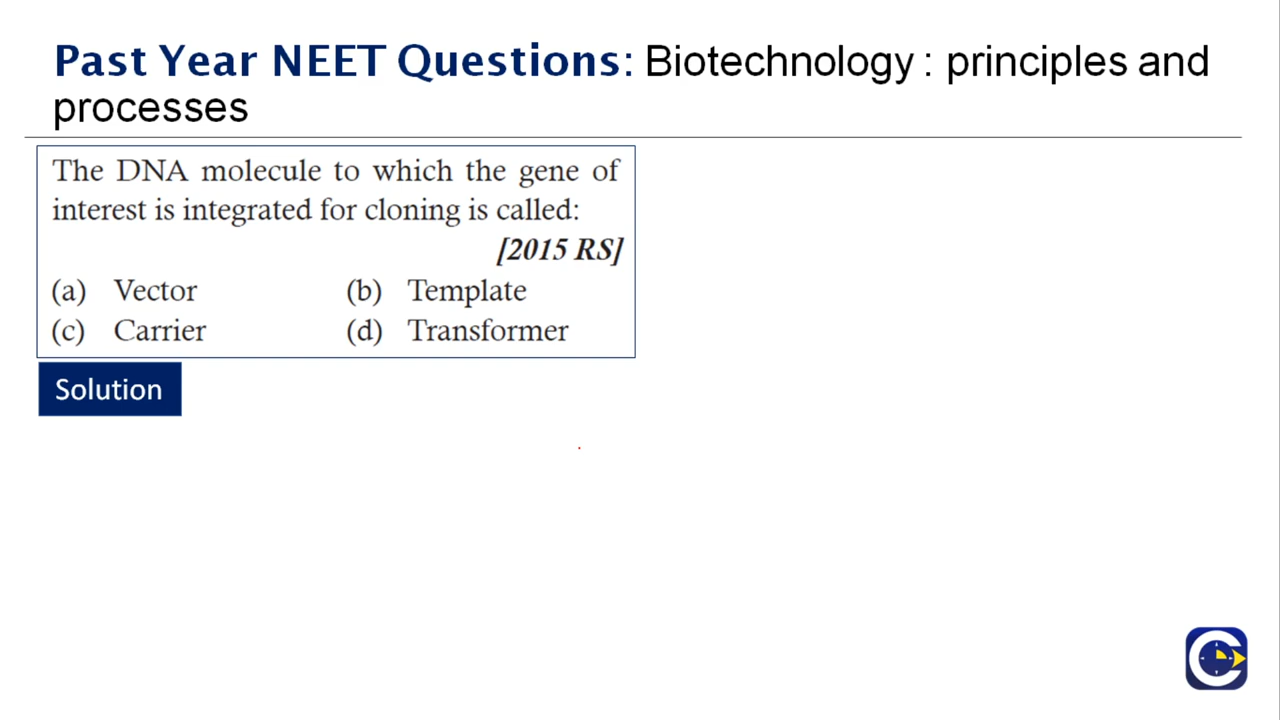 Past Year NEET Questions: Biotechnology : principles and
processes
The DNA molecule to which the gene of
interest is integrated for cloning is called:
[2015 RS]
(a) Vector (b) Template
(c) Carrier (d) Transformer
Solution